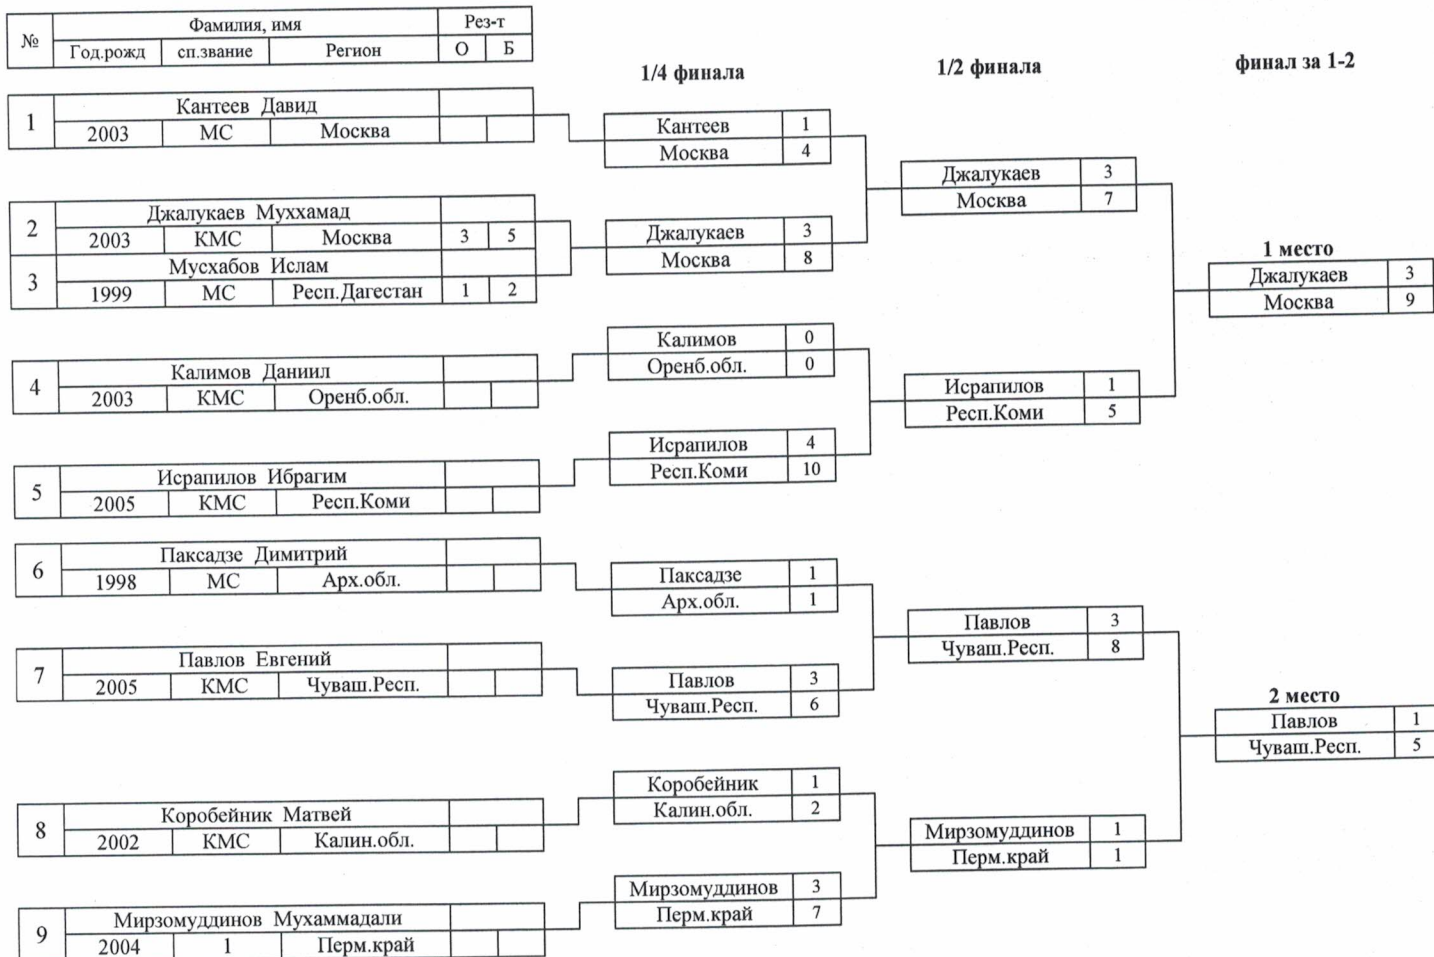 № Фамилия, имя Рез-т
Год.рожд сп.звание Регион О Б
1/4 финала 1/2 финала финал за 1-2
1 Кантеев Давид
2003 МС Москва
Кантеев 1
Москва 4
Джалукаев 3
Москва 7
2 Джалукаев Муххамад
2003 КМС Москва 3 5
Джалукаев 3
Москва 8
3 Мусхабов Ислам
1999 МС Респ.Дагестан 1 2
1 место
Джалукаев 3
Москва 9
Калимов 0
Оренб.обл. 0
4 Калимов Даниил
2003 КМС Оренб.обл.
Исрапилов 1
Респ.Коми 5
Исрапилов 4
Респ.Коми 10
5 Исрапилов Ибрагим
2005 КМС Респ.Коми
6 Паксадзе Димитрий
1998 МС Арх.обл.
Паксадзе 1
Арх.обл. 1
Павлов 3
Чуваш.Респ. 8
7 Павлов Евгений
2005 КМС Чуваш.Респ.
Павлов 3
Чуваш.Респ. 6
2 место
Павлов 1
Чуваш.Респ. 5
Коробейник 1
Калин.обл. 2
8 Коробейник Матвей
2002 КМС Калин.обл.
Мирзомуддинов 1
Перм.край 1
Мирзомуддинов 3
Перм.край 7
9 Мирзомуддинов Мухаммадали
2004 1 Перм.край